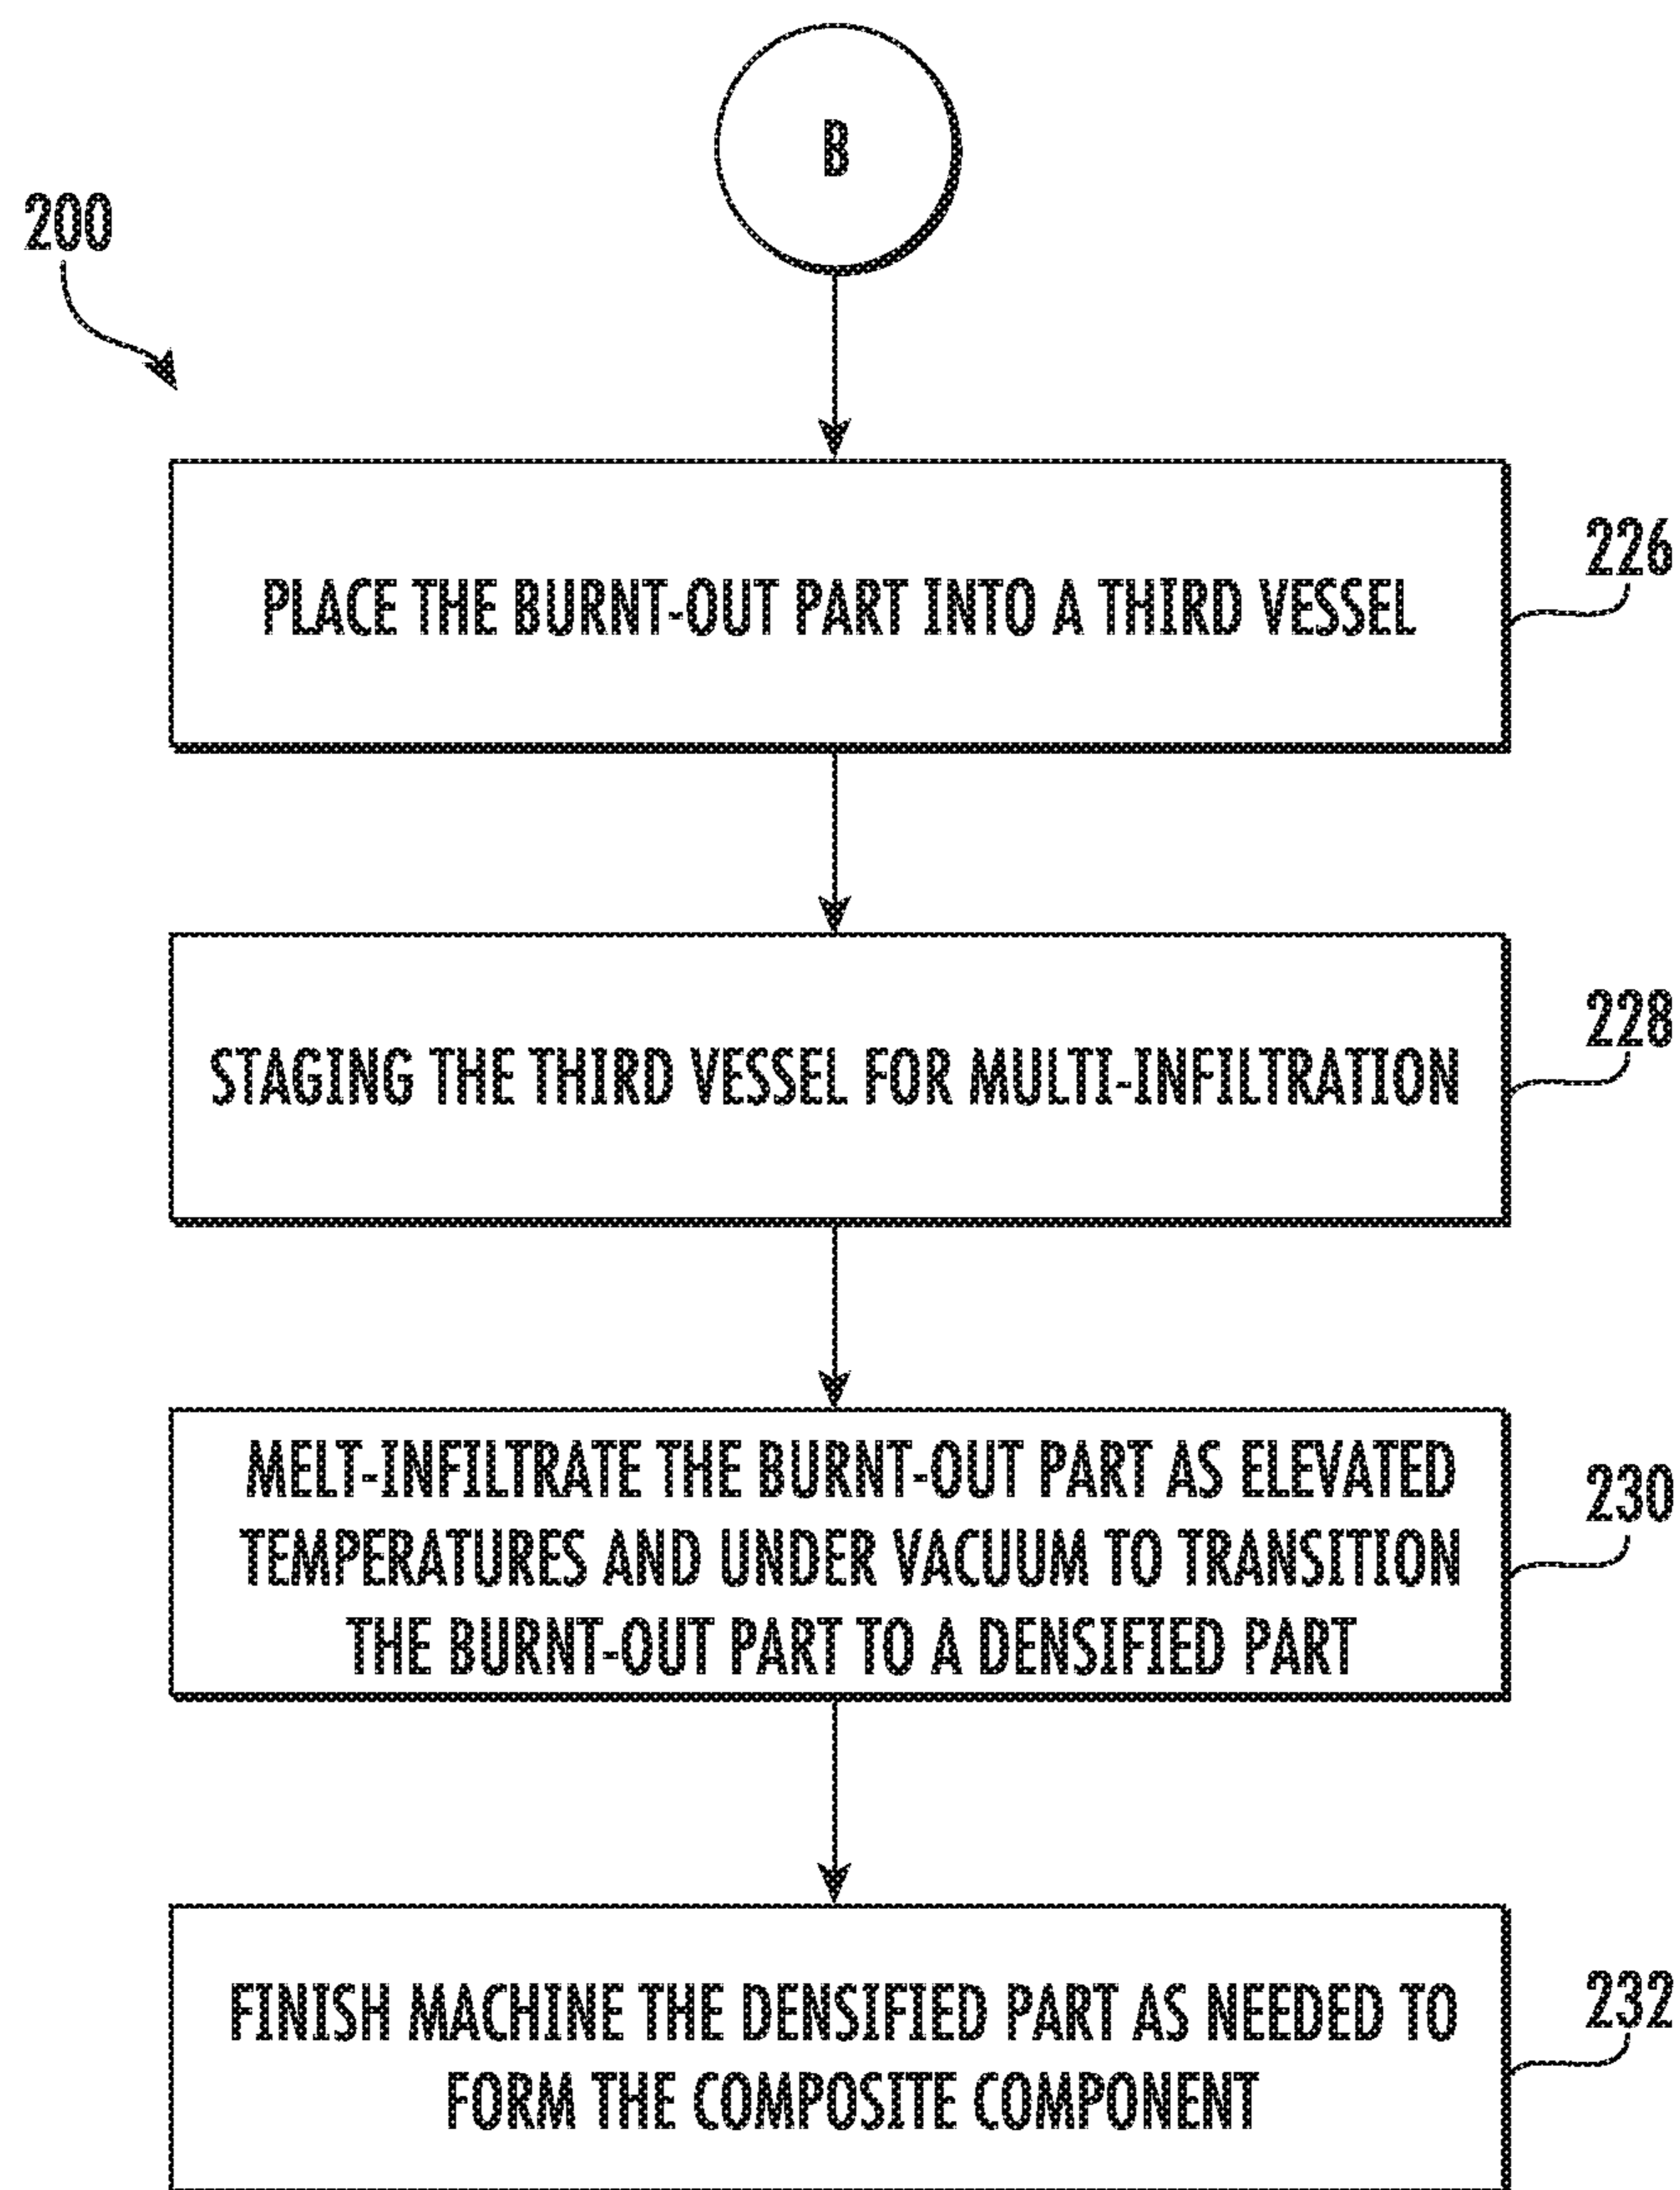 B
200
PLACE THE BURNT-OUT PART INTO A THIRD VESSEL
226
STAGING THE THIRD VESSEL FOR MULTI-INFILTRATION
228
MELT-INFILTRATE THE BURNT-OUT PART AS ELEVATED
TEMPERATURES AND UNDER VACUUM TO TRANSITION
THE BURNT-OUT PART TO A DENSIFIED PART
230
FINISH MACHINE THE DENSIFIED PART AS NEEDED TO
FORM THE COMPOSITE COMPONENT
232